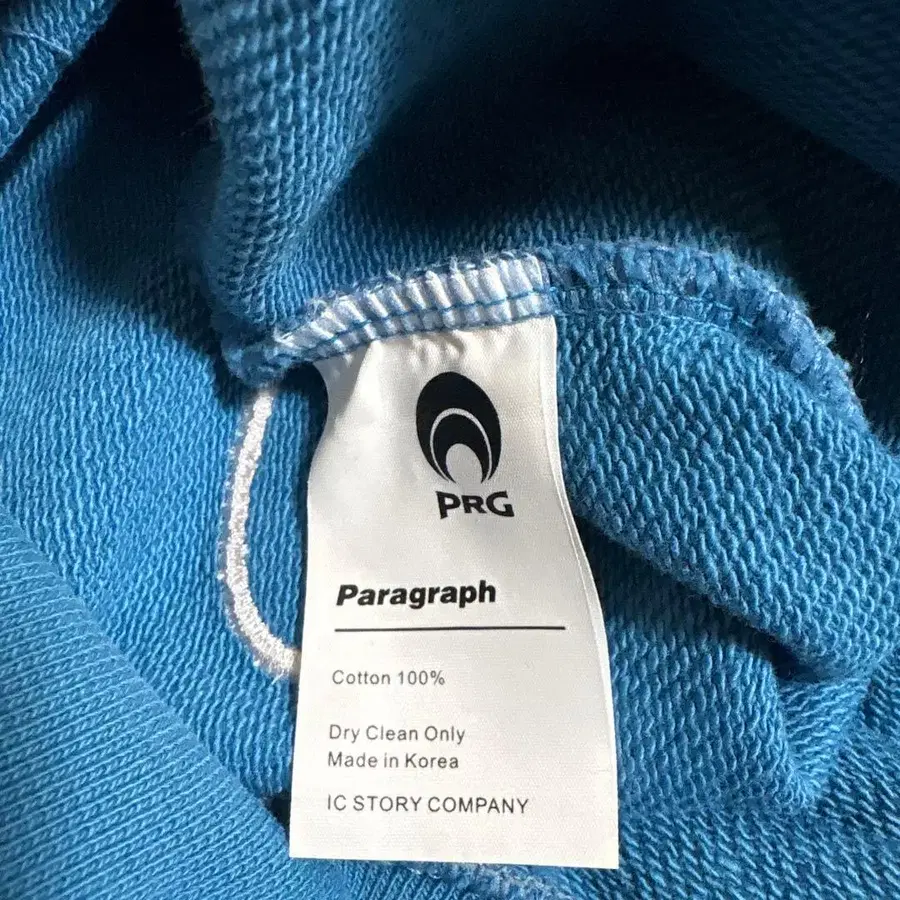 PRG
Paragraph
Cotton 100%
Dry Clean Only
Made in Korea
IC STORY COMPANY